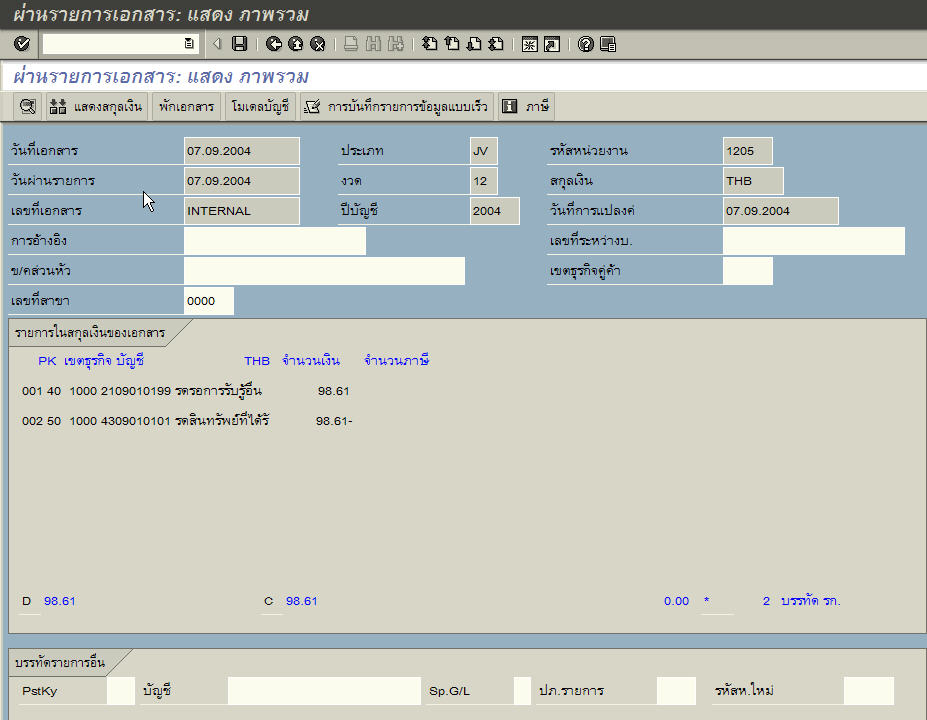 ผ่านรายการเอกสาร: แสดง ภาพรวม
ผ่านรายการเอกสาร: แสดง ภาพรวม
แสดงสกุลเงิน พักเอกสาร โมเดลบัญชี การบันทึกรายการข้อมูลแบบเร็ว ภาษี
วันที่เอกสาร 07.09.2004 ประเภท JV รหัสหน่วยงาน 1205
วันผ่านรายการ 07.09.2004 งวด 12 สกุลเงิน THB
เลขที่เอกสาร INTERNAL ปีบัญชี 2004 วันที่การแปลงค่ 07.09.2004
การอ้างอิง เลขที่ระหว่างบ.
ข/คส่วนหัว เขตธุรกิจคู่ค้า
เลขที่สาขา 0000
รายการในสกุลเงินของเอกสาร
PK เขตธุรกิจ บัญชี THB จำนวนเงิน จำนวนภาษี
001 40 1000 2109010199 รดรอการรับรู้อื่น 98.61
002 50 1000 4309010101 รดสินทรัพย์ที่ได้รั 98.61-
D 98.61 C 98.61 0.00 * 2 บรรทัด รก.
บรรทัดรายการอื่น
PstKy บัญชี Sp.G/L ปภ.รายการ รหัสห.ใหม่